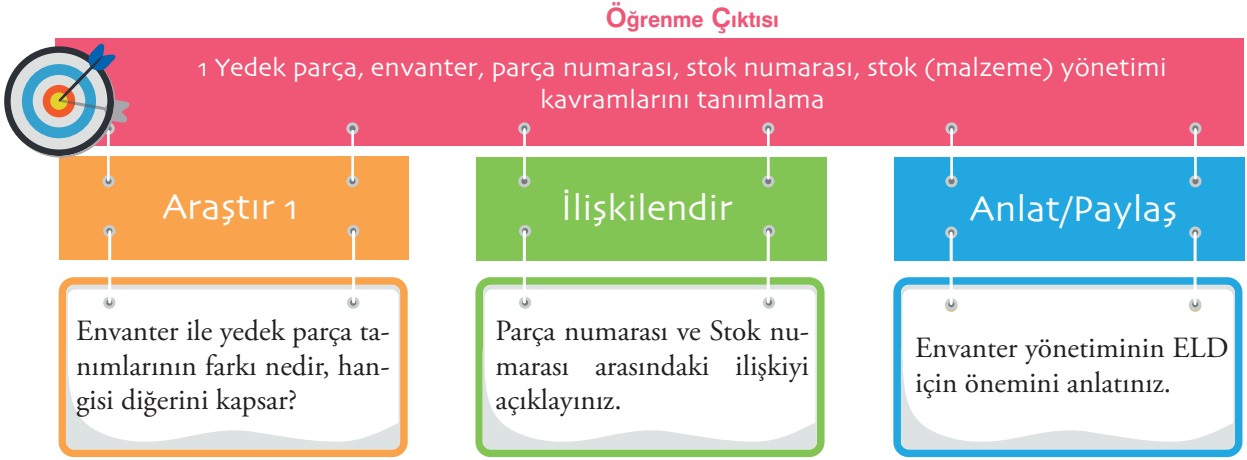 Öğrenme Çıktısı
1 Yedek parça, envanter, parça numarası, stok numarası, stok (malzeme) yönetimi
kavramlarını tanımlama
Araştır 1
Envanter ile yedek parça ta-
nımlarının farkı nedir, han-
gisi diğerini kapsar?
İlişkilendir
Parça numarası ve Stok nu-
marası arasındaki ilişkiyi
açıklayınız.
Anlat/Paylaş
Envanter yönetiminin ELD
için önemini anlatınız.